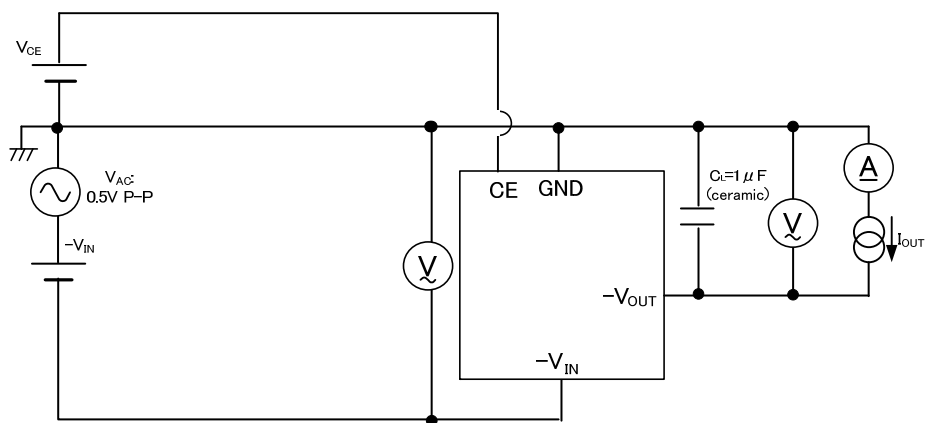 VCE
VAC:
0.5V P-P
-VIN
V
CE GND
-VOUT
-VIN
CL=1μF
(ceramic)
V
A
IOUT